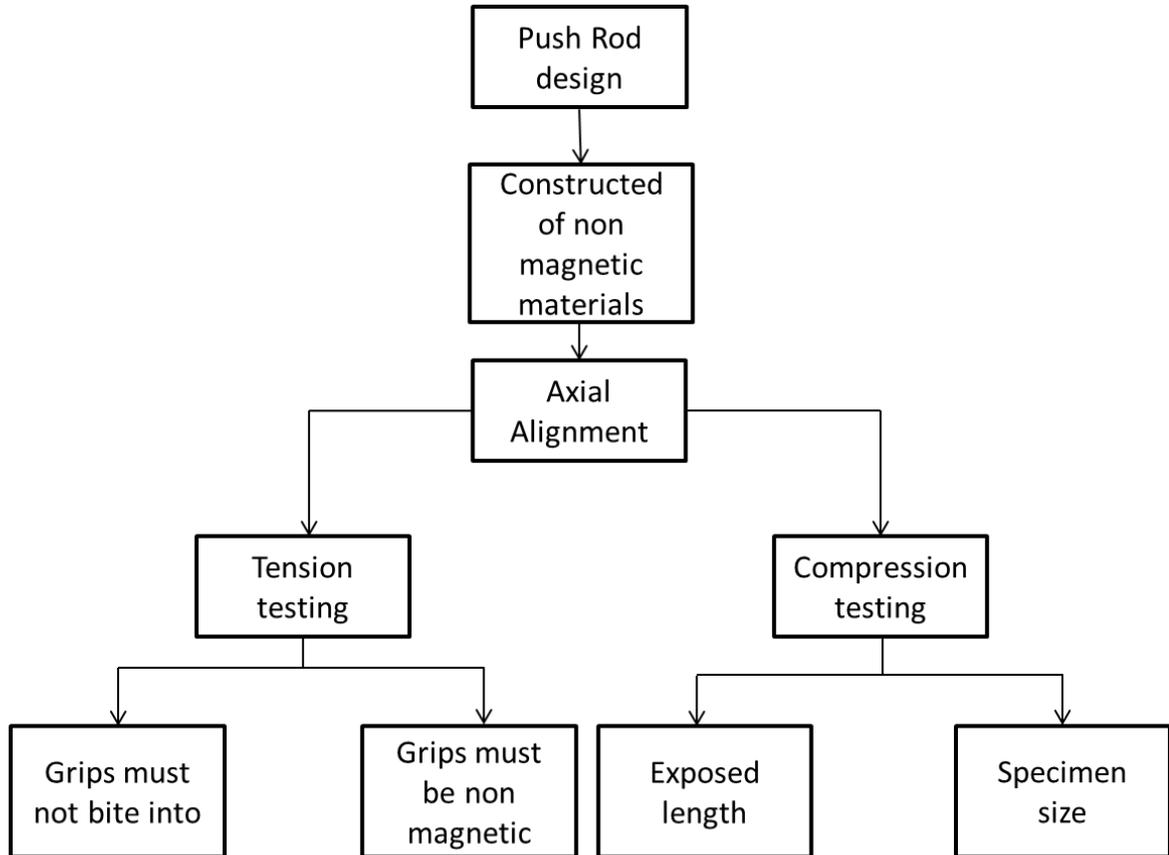 Push Rod
design
Constructed
of non
magnetic
materials
Axial
Alignment
Tension
testing
Compression
testing
Grips must
not bite into
Grips must
be non
magnetic
Exposed
length
Specimen
size